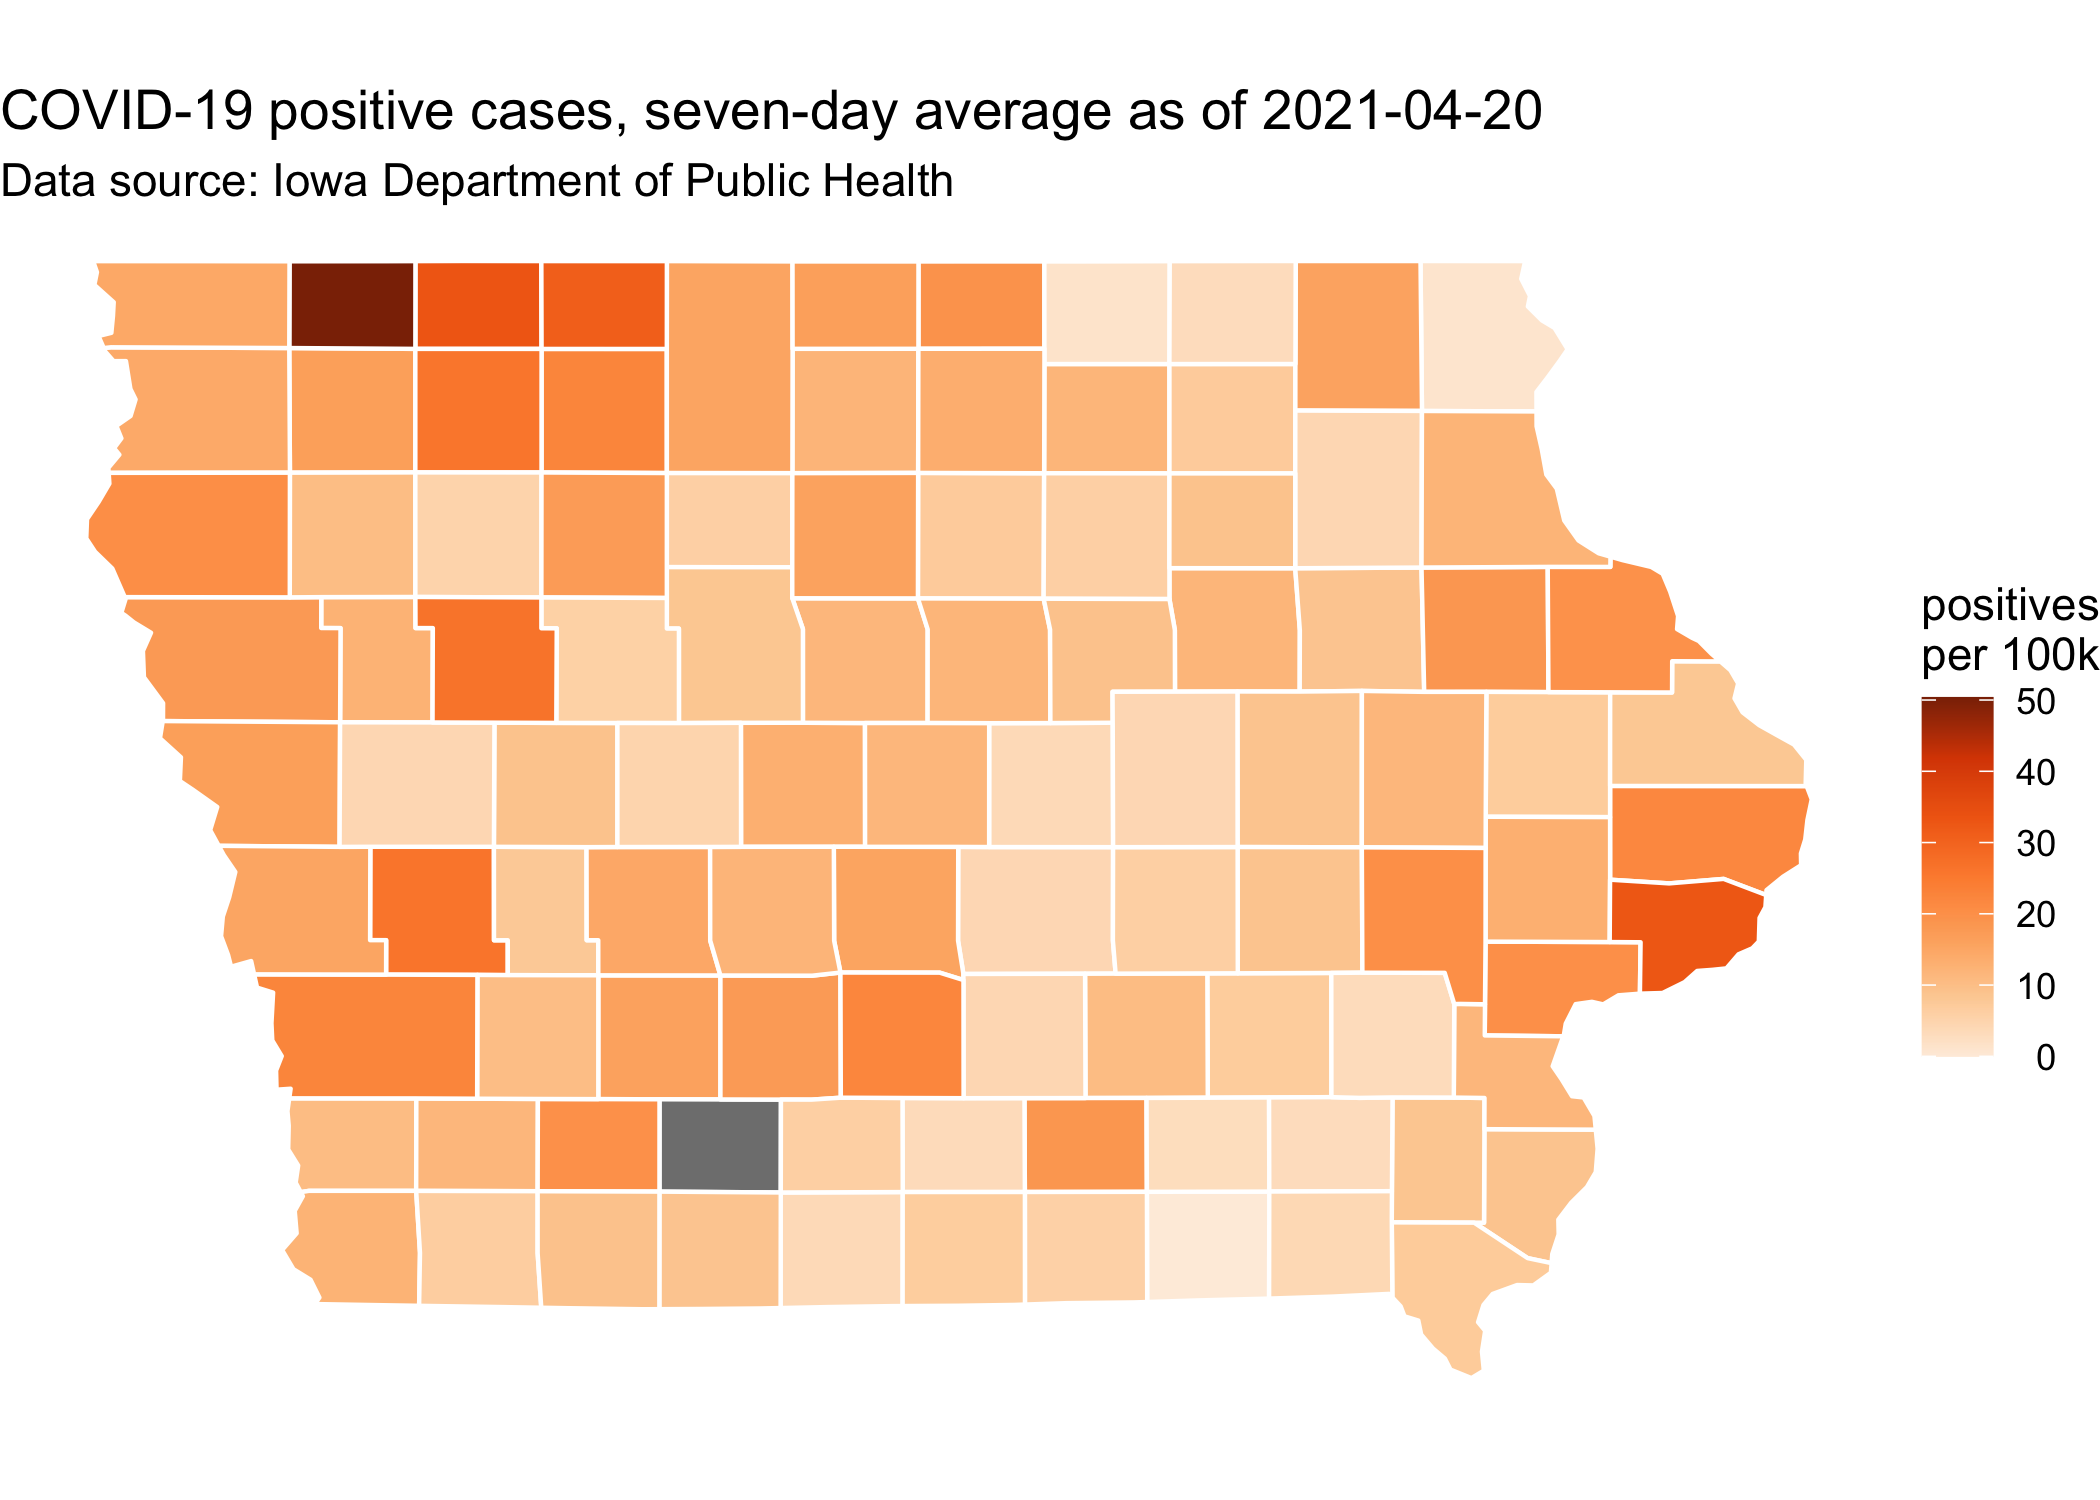 COVID-19 positive cases, seven-day average as of 2021-04-20
Data source: Iowa Department of Public Health
positives
per 100k
50
40
30
20
10
0